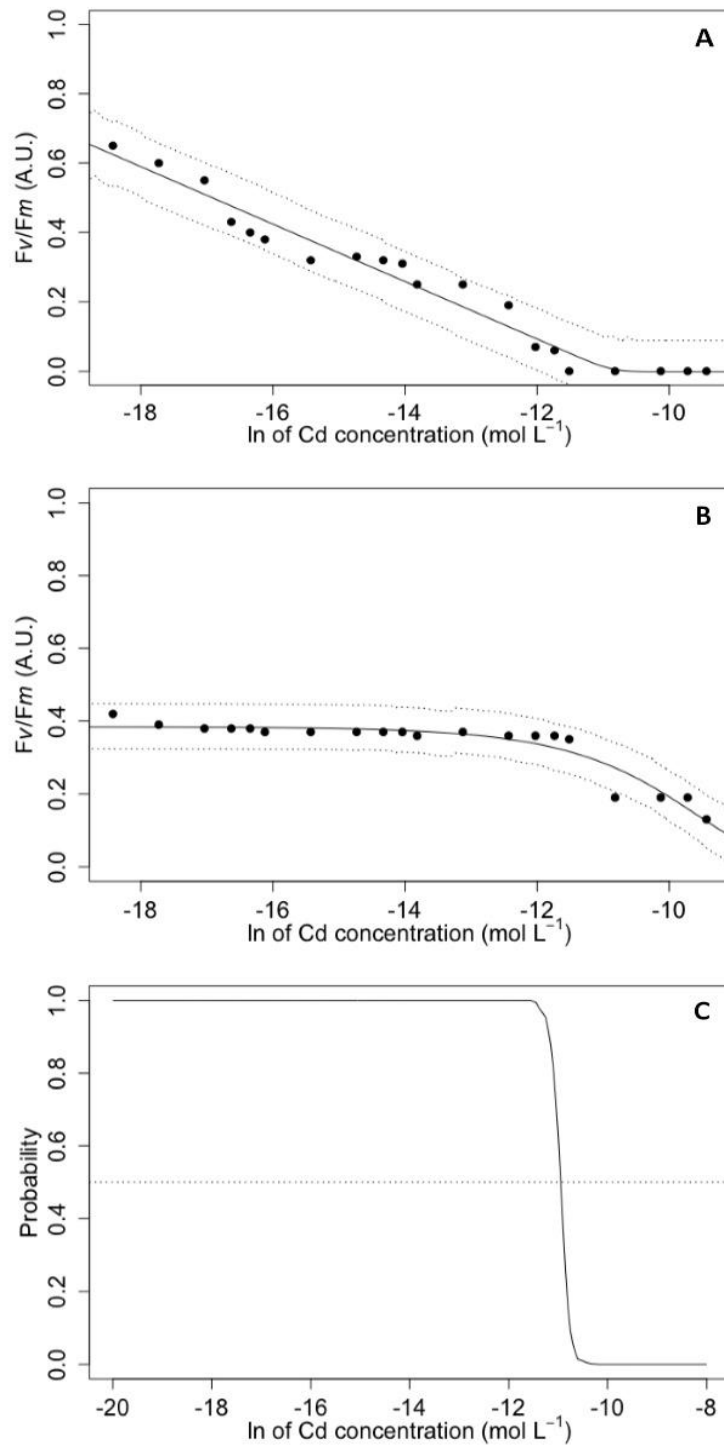 A
1.0
0.8
0.6
0.4
0.2
0.0
Fv/Fm (A.U.)
-18 -16 -14 -12 -10
ln of Cd concentration (mol L⁻¹)
B
1.0
0.8
0.6
0.4
0.2
0.0
Fv/Fm (A.U.)
-18 -16 -14 -12 -10
ln of Cd concentration (mol L⁻¹)
C
1.0
0.8
0.6
0.4
0.2
0.0
Probability
-20 -18 -16 -14 -12 -10 -8
ln of Cd concentration (mol L⁻¹)